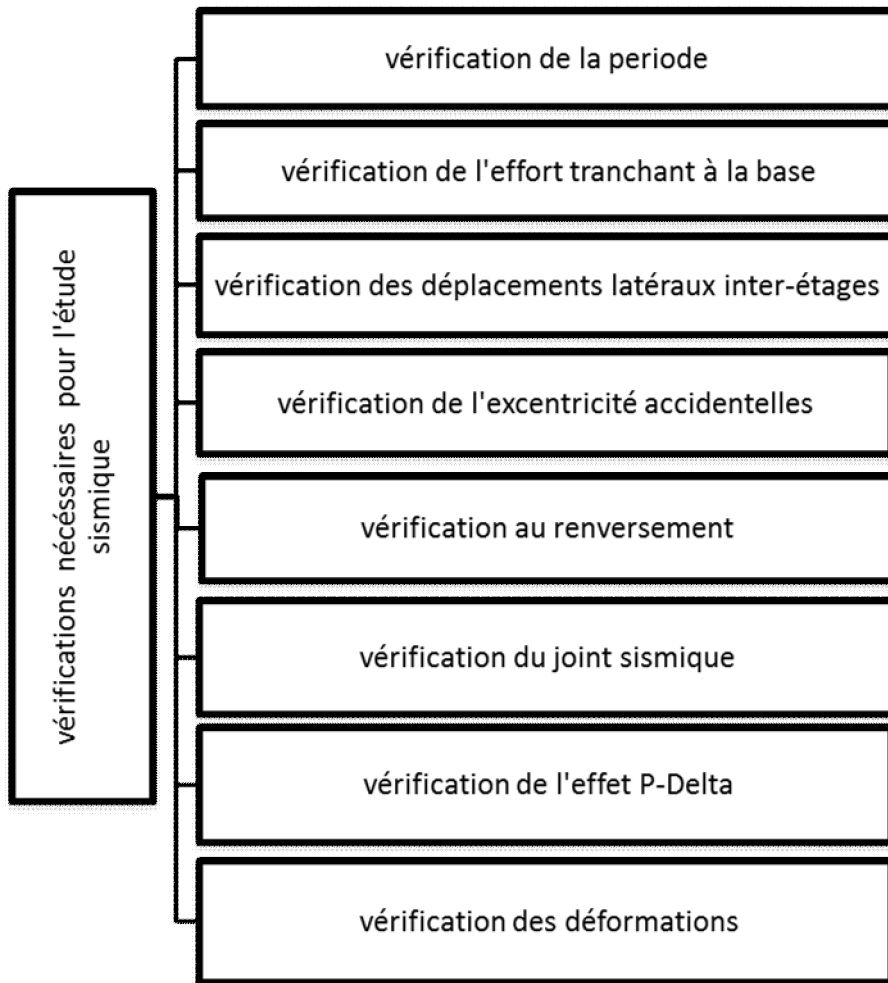 vérifications nécéssaires pour l'étude
sismique
vérification de la periode
vérification de l'effort tranchant à la base
vérification des déplacements latéraux inter-étages
vérification de l'excentricité accidentelles
vérification au renversement
vérification du joint sismique
vérification de l'effet P-Delta
vérification des déformations